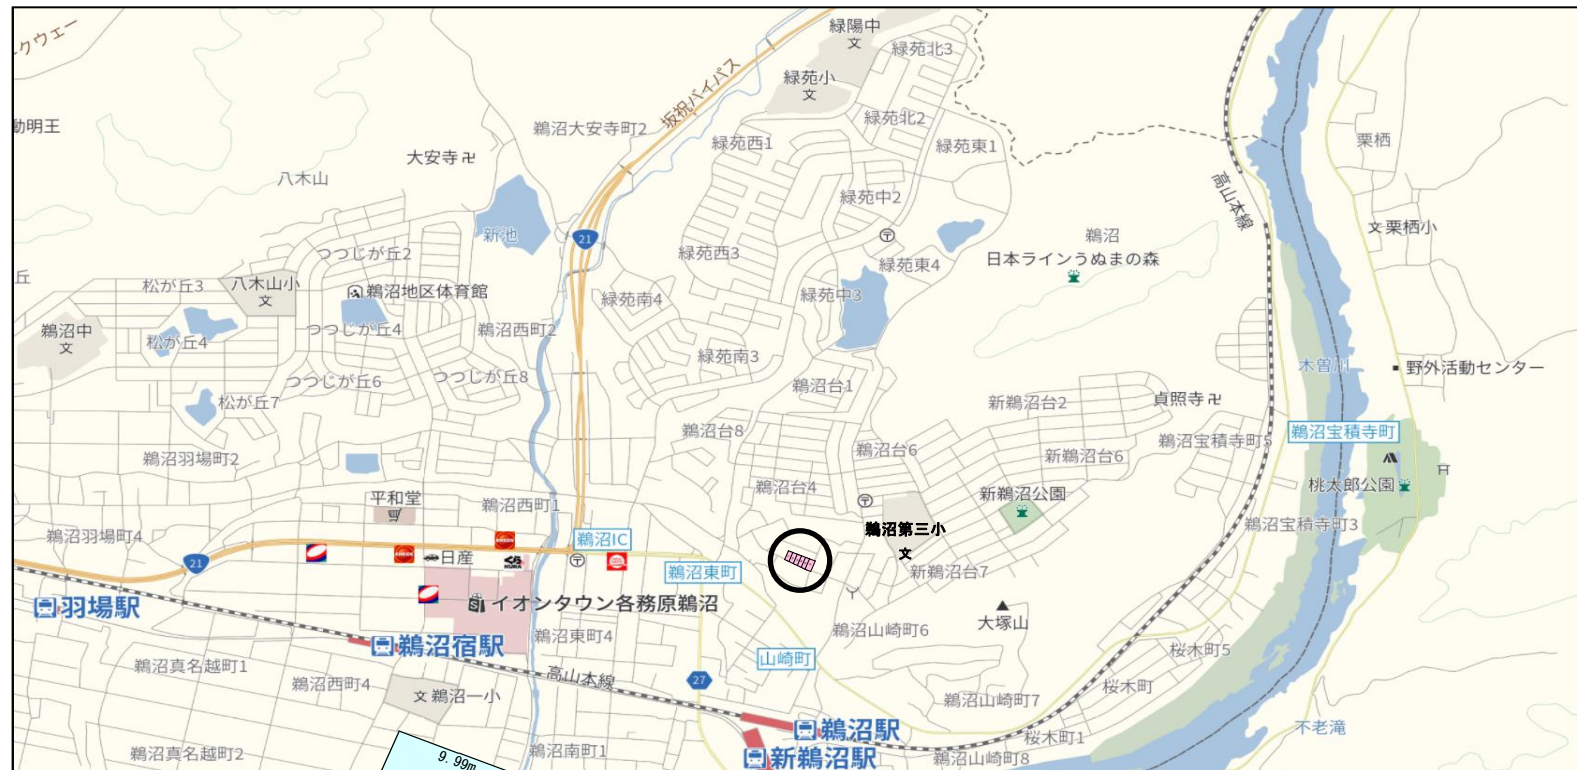 緑陽中
文
緑苑北3
クウェー
坂祝バイパス
緑苑小
文
緑苑北2
動明王
鵜沼大安寺町2
緑苑西1
緑苑東1
栗栖
大安寺卍
八木山
緑苑中2
高山本線
文 栗栖小
新池
21
鵜沼
つつじが丘2
緑苑西3
緑苑東4
日本ラインうぬまの森
丘
松が丘3
八木山小
文
鵜沼地区体育館
緑苑南4
緑苑中3
鵜沼中
文
松が丘4
つつじが丘4
鵜沼西町2
緑苑南3
木曽川
野外活動センター
つつじが丘6
つつじが丘8
鵜沼台1
松が丘7
新鵜沼台2
貞照寺卍
鵜沼台8
鵜沼宝積寺町
鵜沼羽場町2
鵜沼台6
新鵜沼台6
鵜沼宝積寺町5
平和堂
鵜沼西町1
鵜沼台4
新鵜沼公園
桃太郎公園
鵜沼羽場町4
鵜沼IC
鵜沼第三小
文
鵜沼宝積寺町3
21
日産
鵜沼東町
新鵜沼台7
羽場駅
イオンタウン各務原鵜沼
大塚山
鵜沼宿駅
鵜沼東町4
鵜沼山崎町6
鵜沼真名越町1
山崎町
桜木町5
鵜沼西町4
文 鵜沼一小
高山本線
27
鵜沼山崎町7
桜木町
鵜沼駅
不老滝
鵜沼真名越町2
9.99m
鵜沼南町1
新鵜沼駅
鵜沼山崎町8
桜木町1